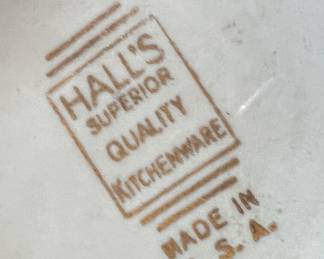 HALL'S
SUPERIOR
QUALITY
KITCHENWARE
MADE IN
S. A.